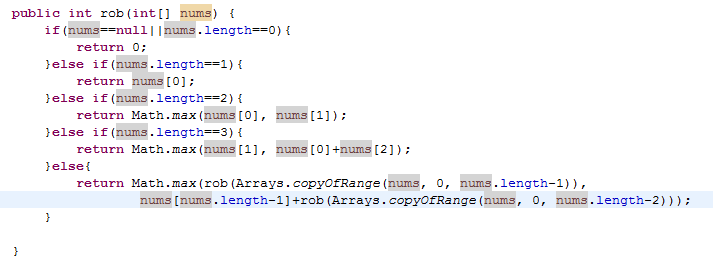 public int rob(int[] nums) {
if(nums==null||nums.length==0){
return 0;
}else if(nums.length==1){
return nums[0];
}else if(nums.length==2){
return Math.max(nums[0], nums[1]);
}else if(nums.length==3){
return Math.max(nums[1], nums[0]+nums[2]);
}else{
return Math.max(rob(Arrays.copyOfRange(nums, 0, nums.length-1)),
nums[nums.length-1]+rob(Arrays.copyOfRange(nums, 0, nums.length-2)));
}
}